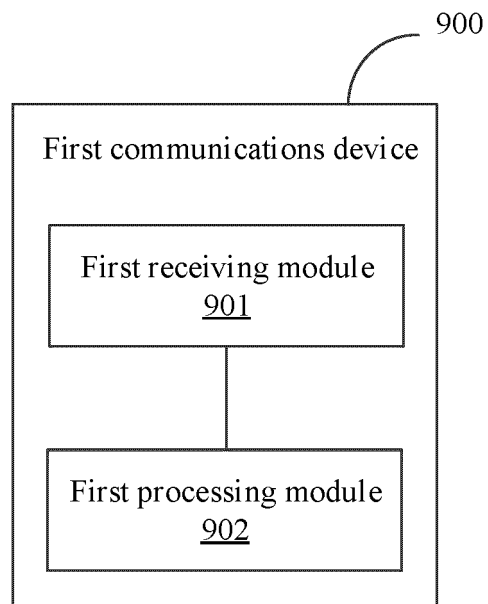 900
First communications device
First receiving module
901
First processing module
902